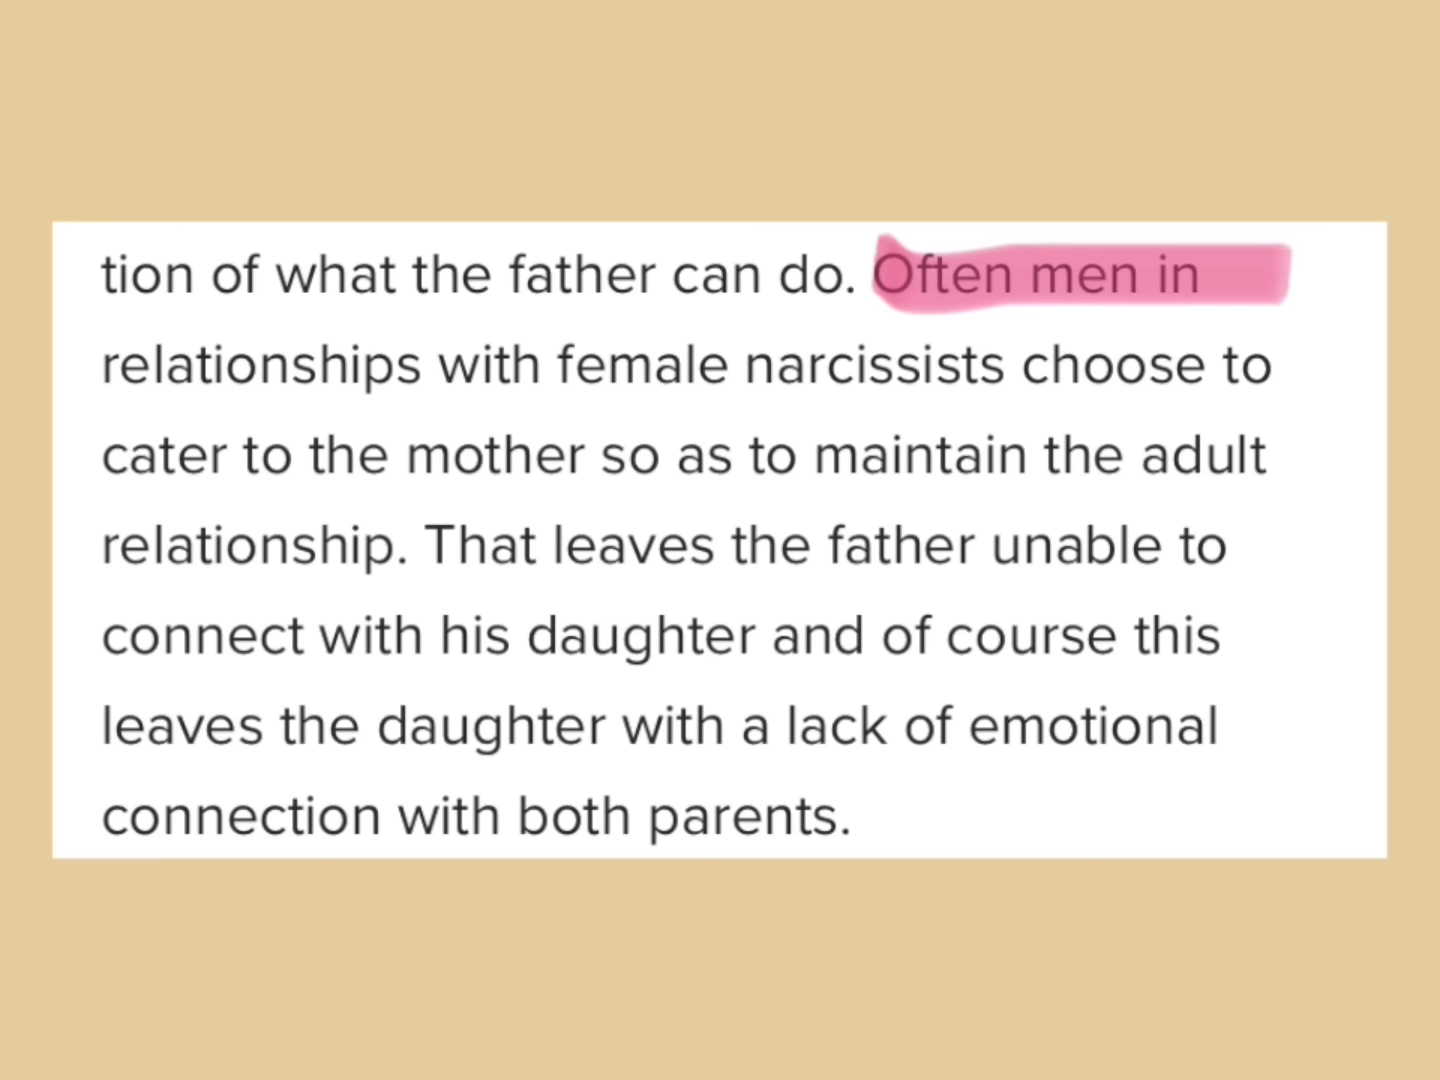 tion of what the father can do. Often men in
relationships with female narcissists choose to
cater to the mother so as to maintain the adult
relationship. That leaves the father unable to
connect with his daughter and of course this
leaves the daughter with a lack of emotional
connection with both parents.